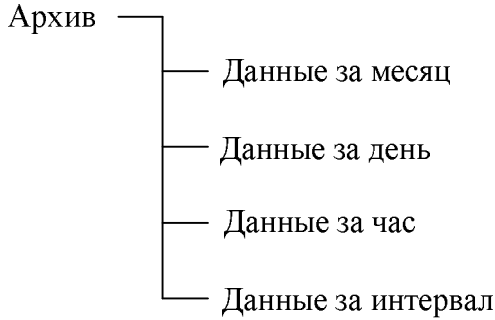 Архив
Данные за месяц
Данные за день
Данные за час
Данные за интервал